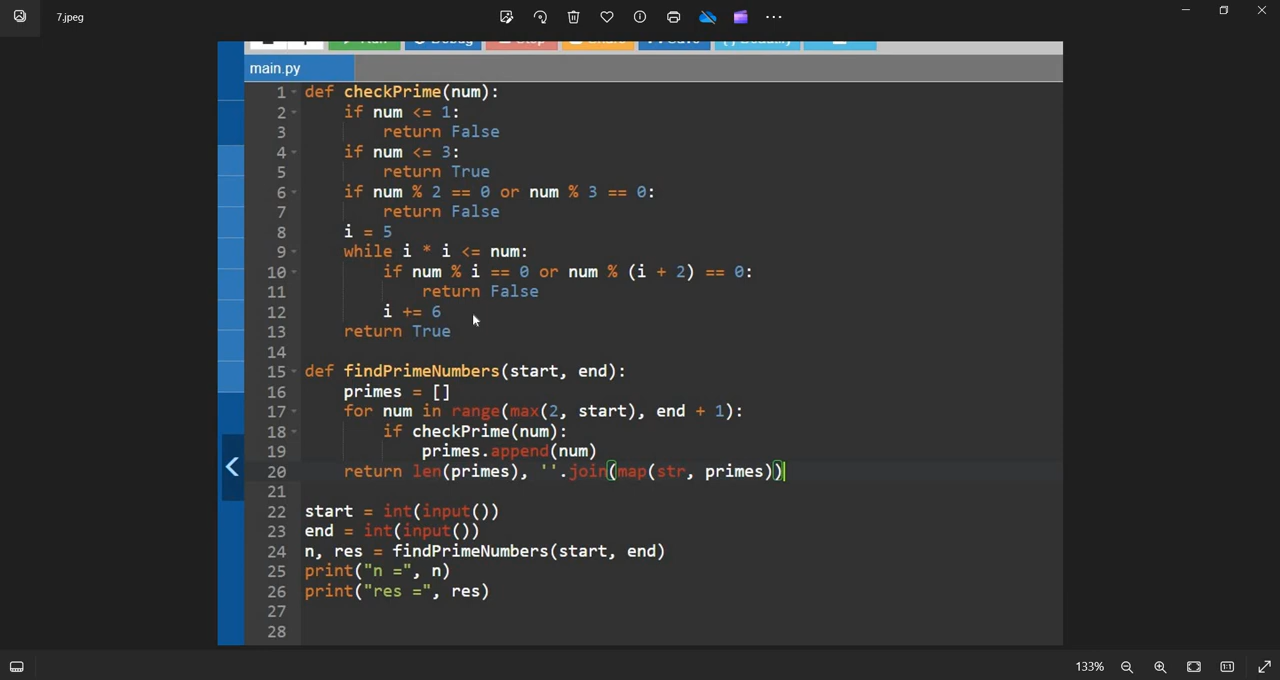 7.jpeg
main.py
1 def checkPrime(num):
2     if num <= 1:
3         return False
4     if num <= 3:
5         return True
6     if num % 2 == 0 or num % 3 == 0:
7         return False
8     i = 5
9     while i * i <= num:
10         if num % i == 0 or num % (i + 2) == 0:
11             return False
12         i += 6
13     return True
14
15 def findPrimeNumbers(start, end):
16     primes = []
17     for num in range(max(2, start), end + 1):
18         if checkPrime(num):
19             primes.append(num)
20     return len(primes), ''.join(map(str, primes))
21
22 start = int(input())
23 end = int(input())
24 n, res = findPrimeNumbers(start, end)
25 print("n =", n)
26 print("res =", res)
27
28
133%